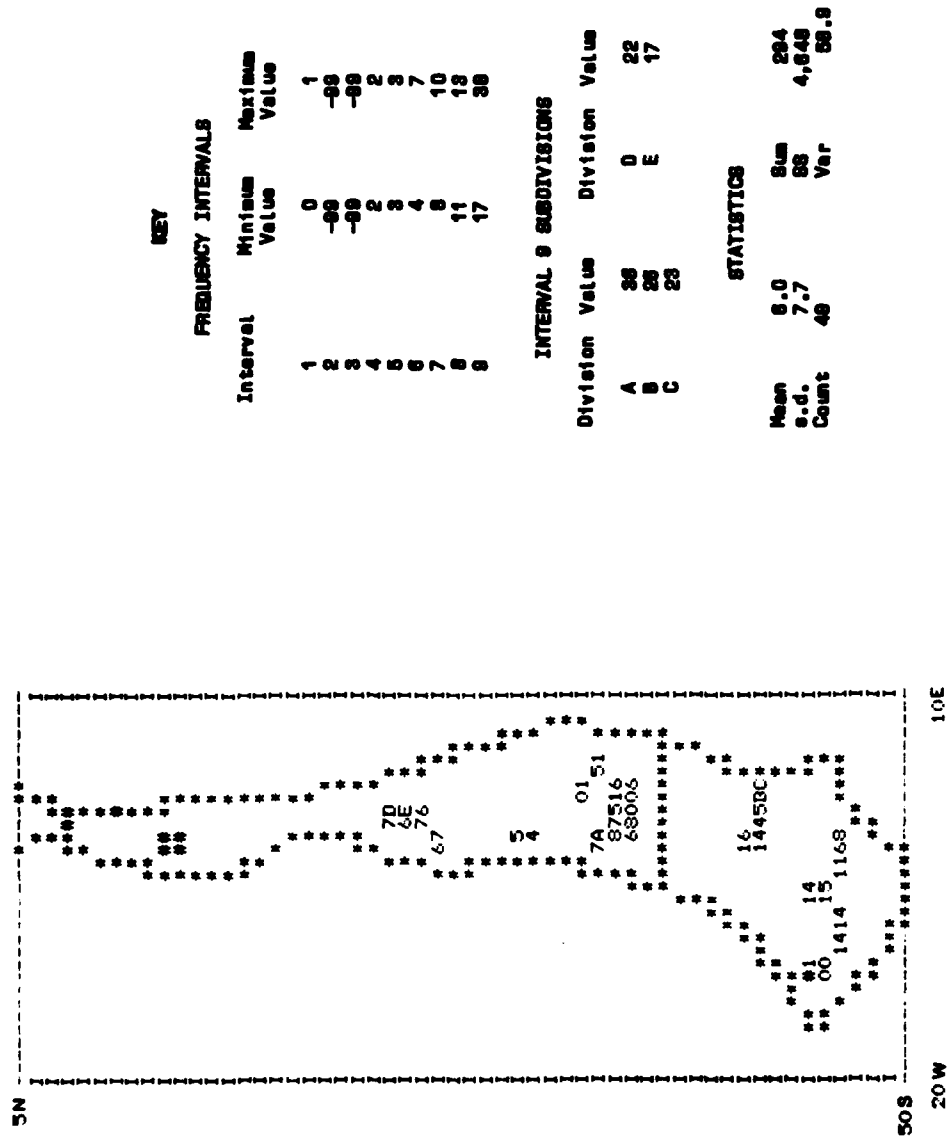 KEY
FREQUENCY INTERVALS
Interval Minimum Value Maximum Value
1 0 1
2 -99 -99
3 -99 -99
4 2 2
5 3 3
6 4 7
7 8 10
8 11 13
9 17 38
INTERVAL 9 SUBDIVISIONS
Division Value Division Value
A 38 D 22
B 26 E 17
C 23
STATISTICS
Mean 6.0 Sum 294
s.d. 7.7 SS 4,648
Count 49 Var 58.9
5N
7D
6E
76
67
5
4
01
7A 51
87516
68006
16
1445BC
#1 14
00 15
1414 1168
50S
20W 10E